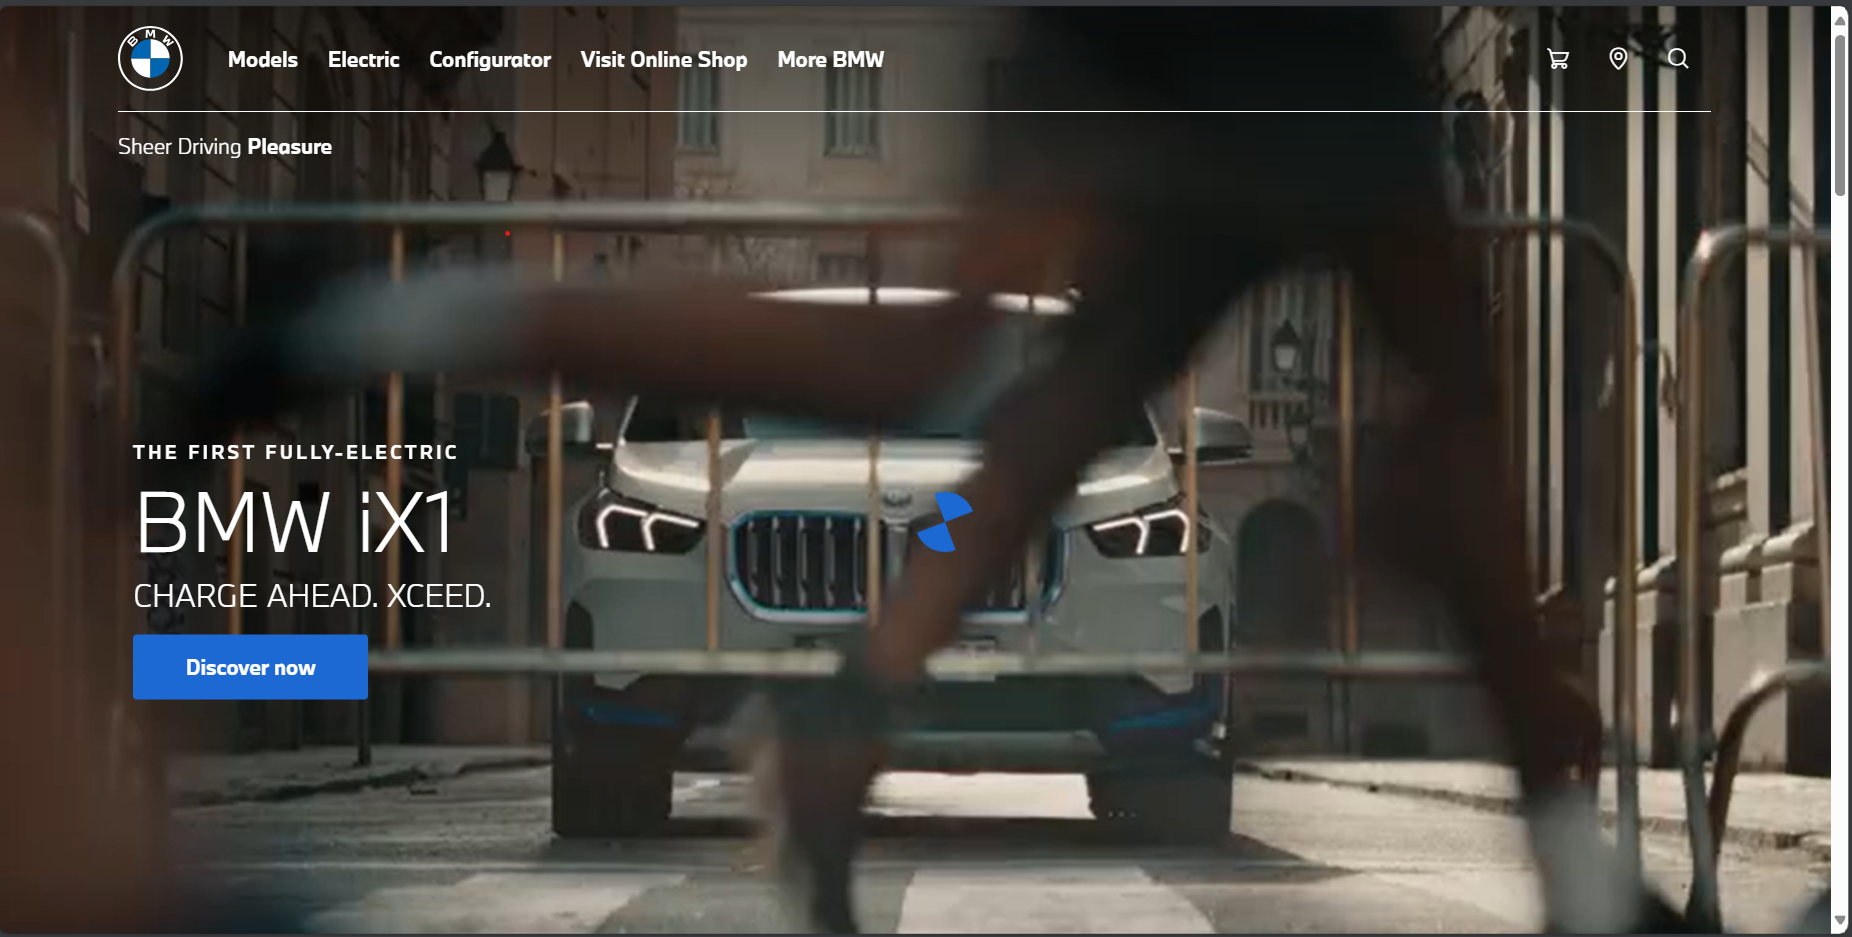 BMW
Models Electric Configurator Visit Online Shop More BMW
Sheer Driving Pleasure
THE FIRST FULLY-ELECTRIC
BMW iX1
CHARGE AHEAD. XCEED.
Discover now